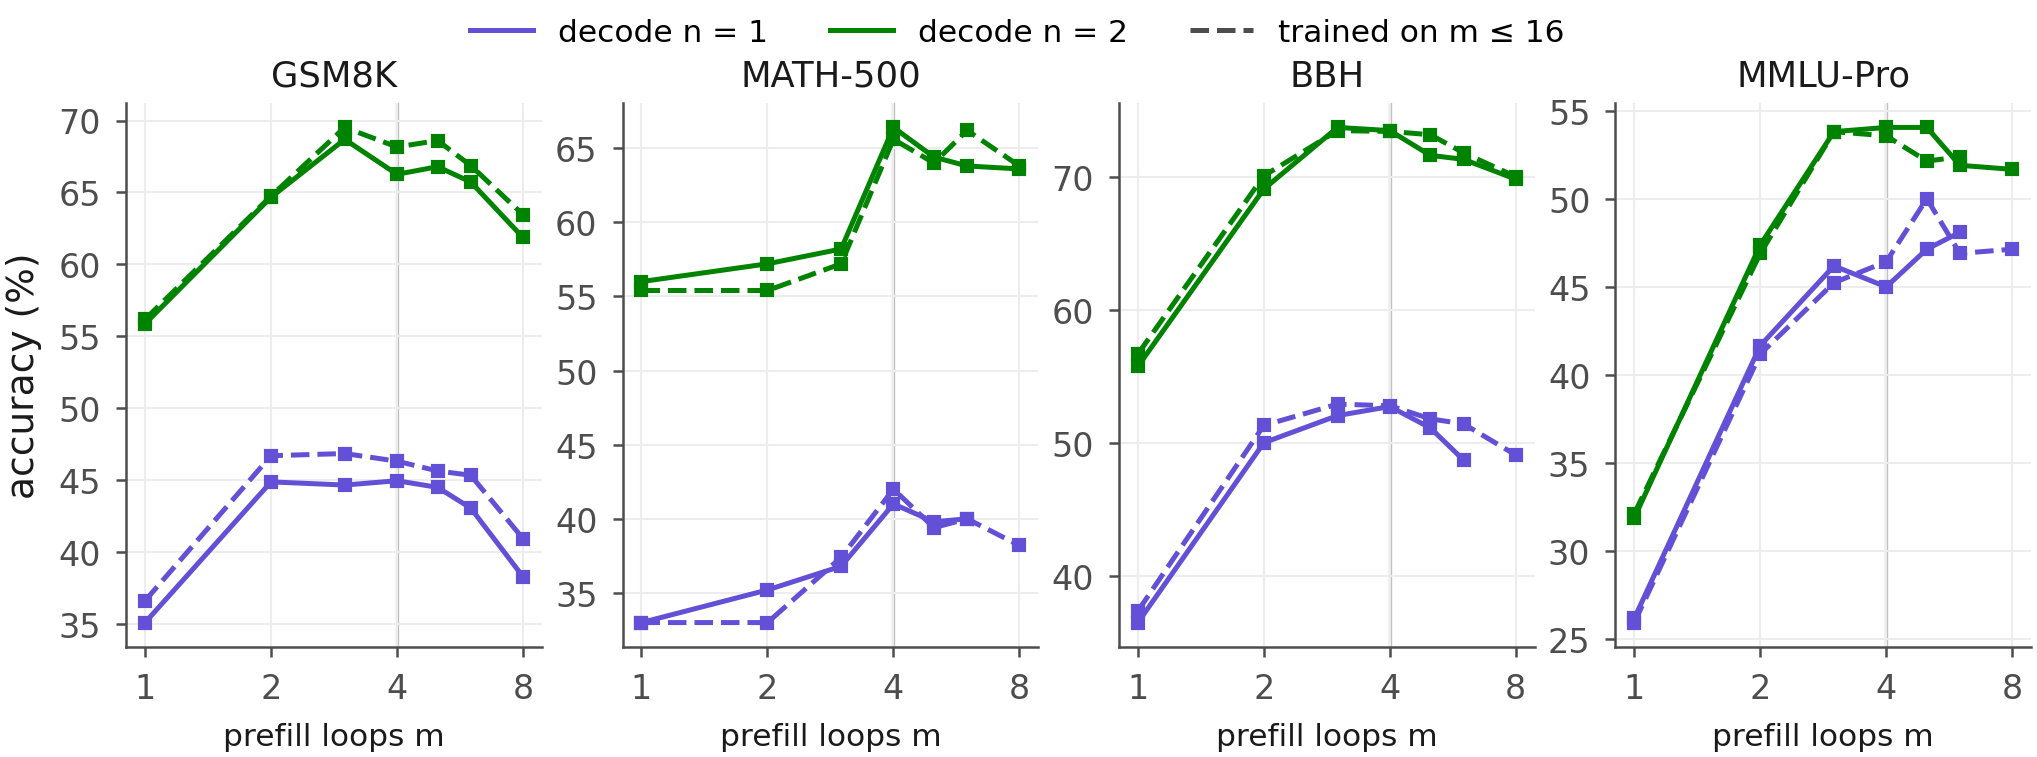 decode n = 1 decode n = 2 trained on m ≤ 16
GSM8K MATH-500 BBH MMLU-Pro
accuracy (%)
70
65
60
55
50
45
40
35
1 2 4 8
prefill loops m
65
60
55
50
45
40
35
1 2 4 8
prefill loops m
70
60
50
40
1 2 4 8
prefill loops m
55
50
45
40
35
30
25
1 2 4 8
prefill loops m